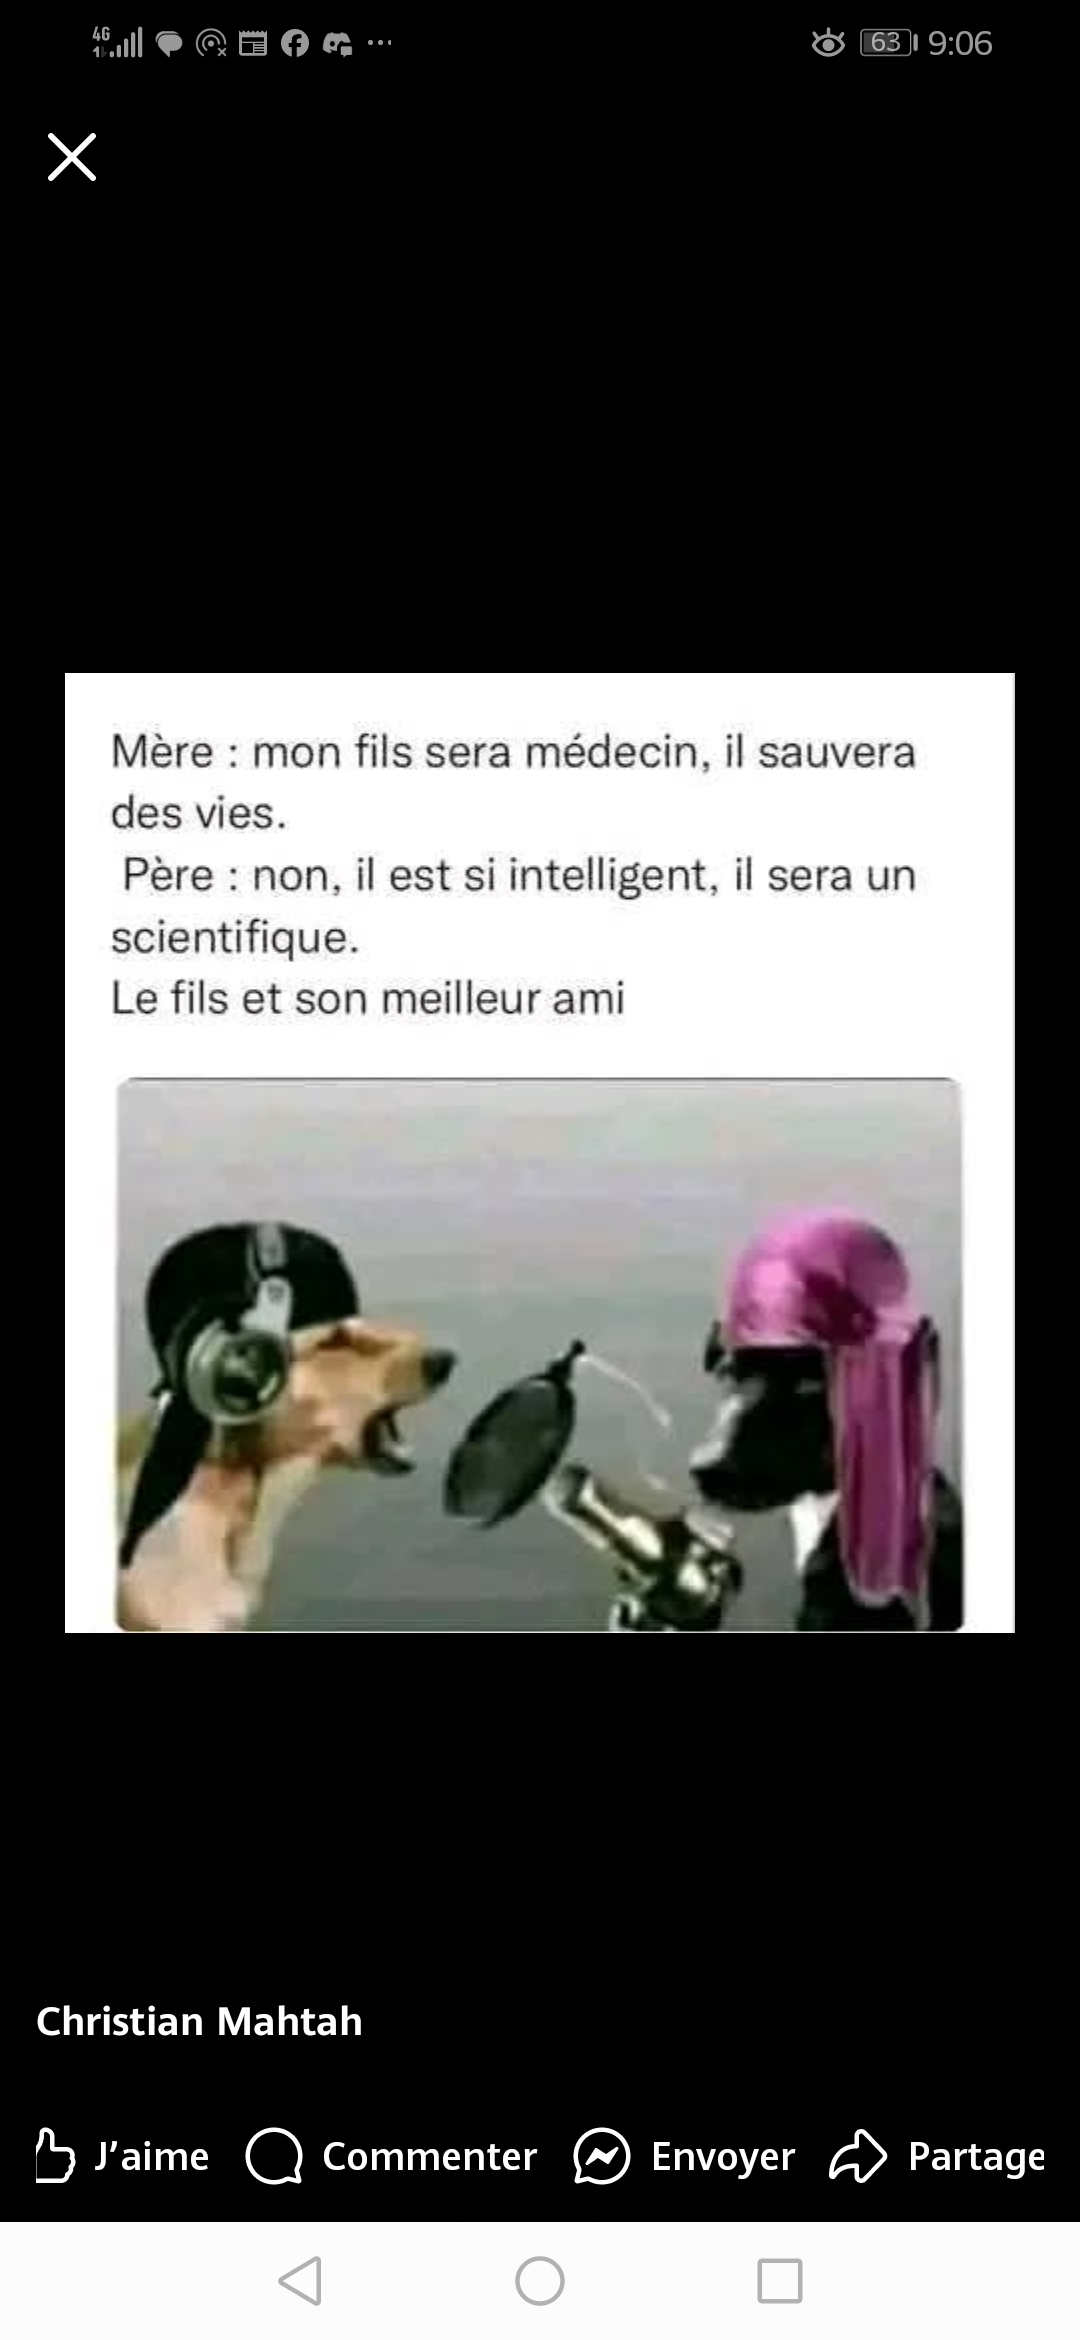 4G
63 9:06
Mère : mon fils sera médecin, il sauvera
des vies.
Père : non, il est si intelligent, il sera un
scientifique.
Le fils et son meilleur ami
Christian Mahtah
J'aime Commenter Envoyer Partage